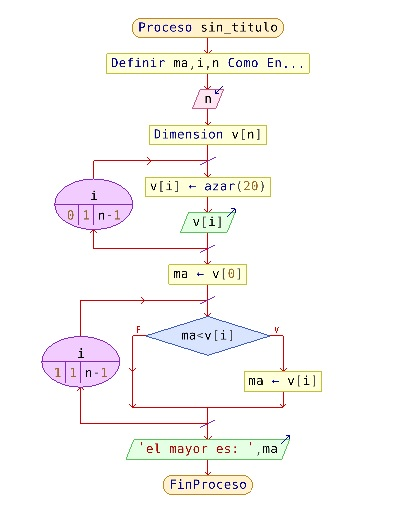 Proceso sin_titulo
Definir ma,i,n Como En...
n
Dimension v[n]
i
0 1 n-1
v[i] ← azar(20)
v[i]
ma ← v[0]
F
ma<v[i]
V
i
1 1 n-1
ma ← v[i]
'el mayor es: ',ma
FinProceso